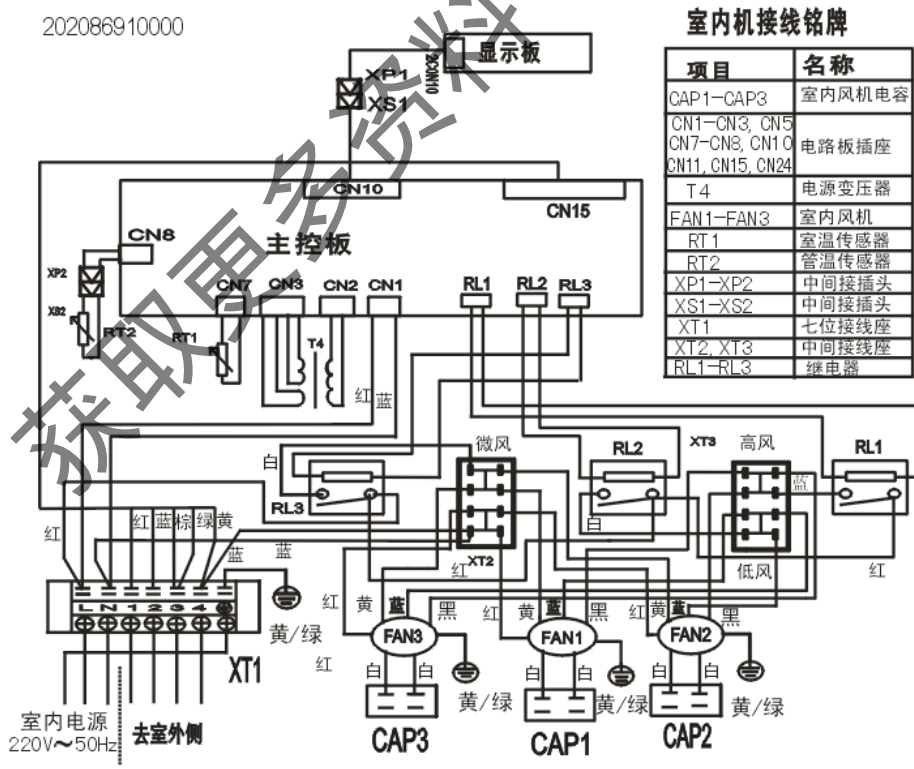 202086910000
室内机接线铭牌
项目 名称
CAP1-CAP3 室内风机电容
CN1-CN3, CN5
CN7-CN8, CN10
CN11, CN15, CN24
电路板插座
T4 电源变压器
FAN1-FAN3 室内风机
RT1 室温传感器
RT2 管温传感器
XP1-XP2 中间接插头
XS1-XS2 中间接插头
XT1 七位接线座
XT2, XT3 中间接线座
RL1-RL3 继电器
显示板
2CON10
XP1
XS1
CN10
CN15
CN8
主控板
XP2
XS2
RT2
RT1
CN7 CN3 CN2 CN1 RL1 RL2 RL3
T4
红 蓝
白 微风 RL2 XT3 高风 RL1
RL3
白 蓝
红 红 蓝 棕 绿 黄
蓝 蓝
红 XT2 低风 红
L N 1 2 3 4
黄/绿
XT1
红 黄 蓝 黑 红 黄 蓝 黑 红 黄 蓝 黑
FAN3 FAN1 FAN2
红
白 白 白 白 白 白
黄/绿 黄/绿 黄/绿
CAP3 CAP1 CAP2
室内电源
220V～50Hz
去室外侧
获取更多资料